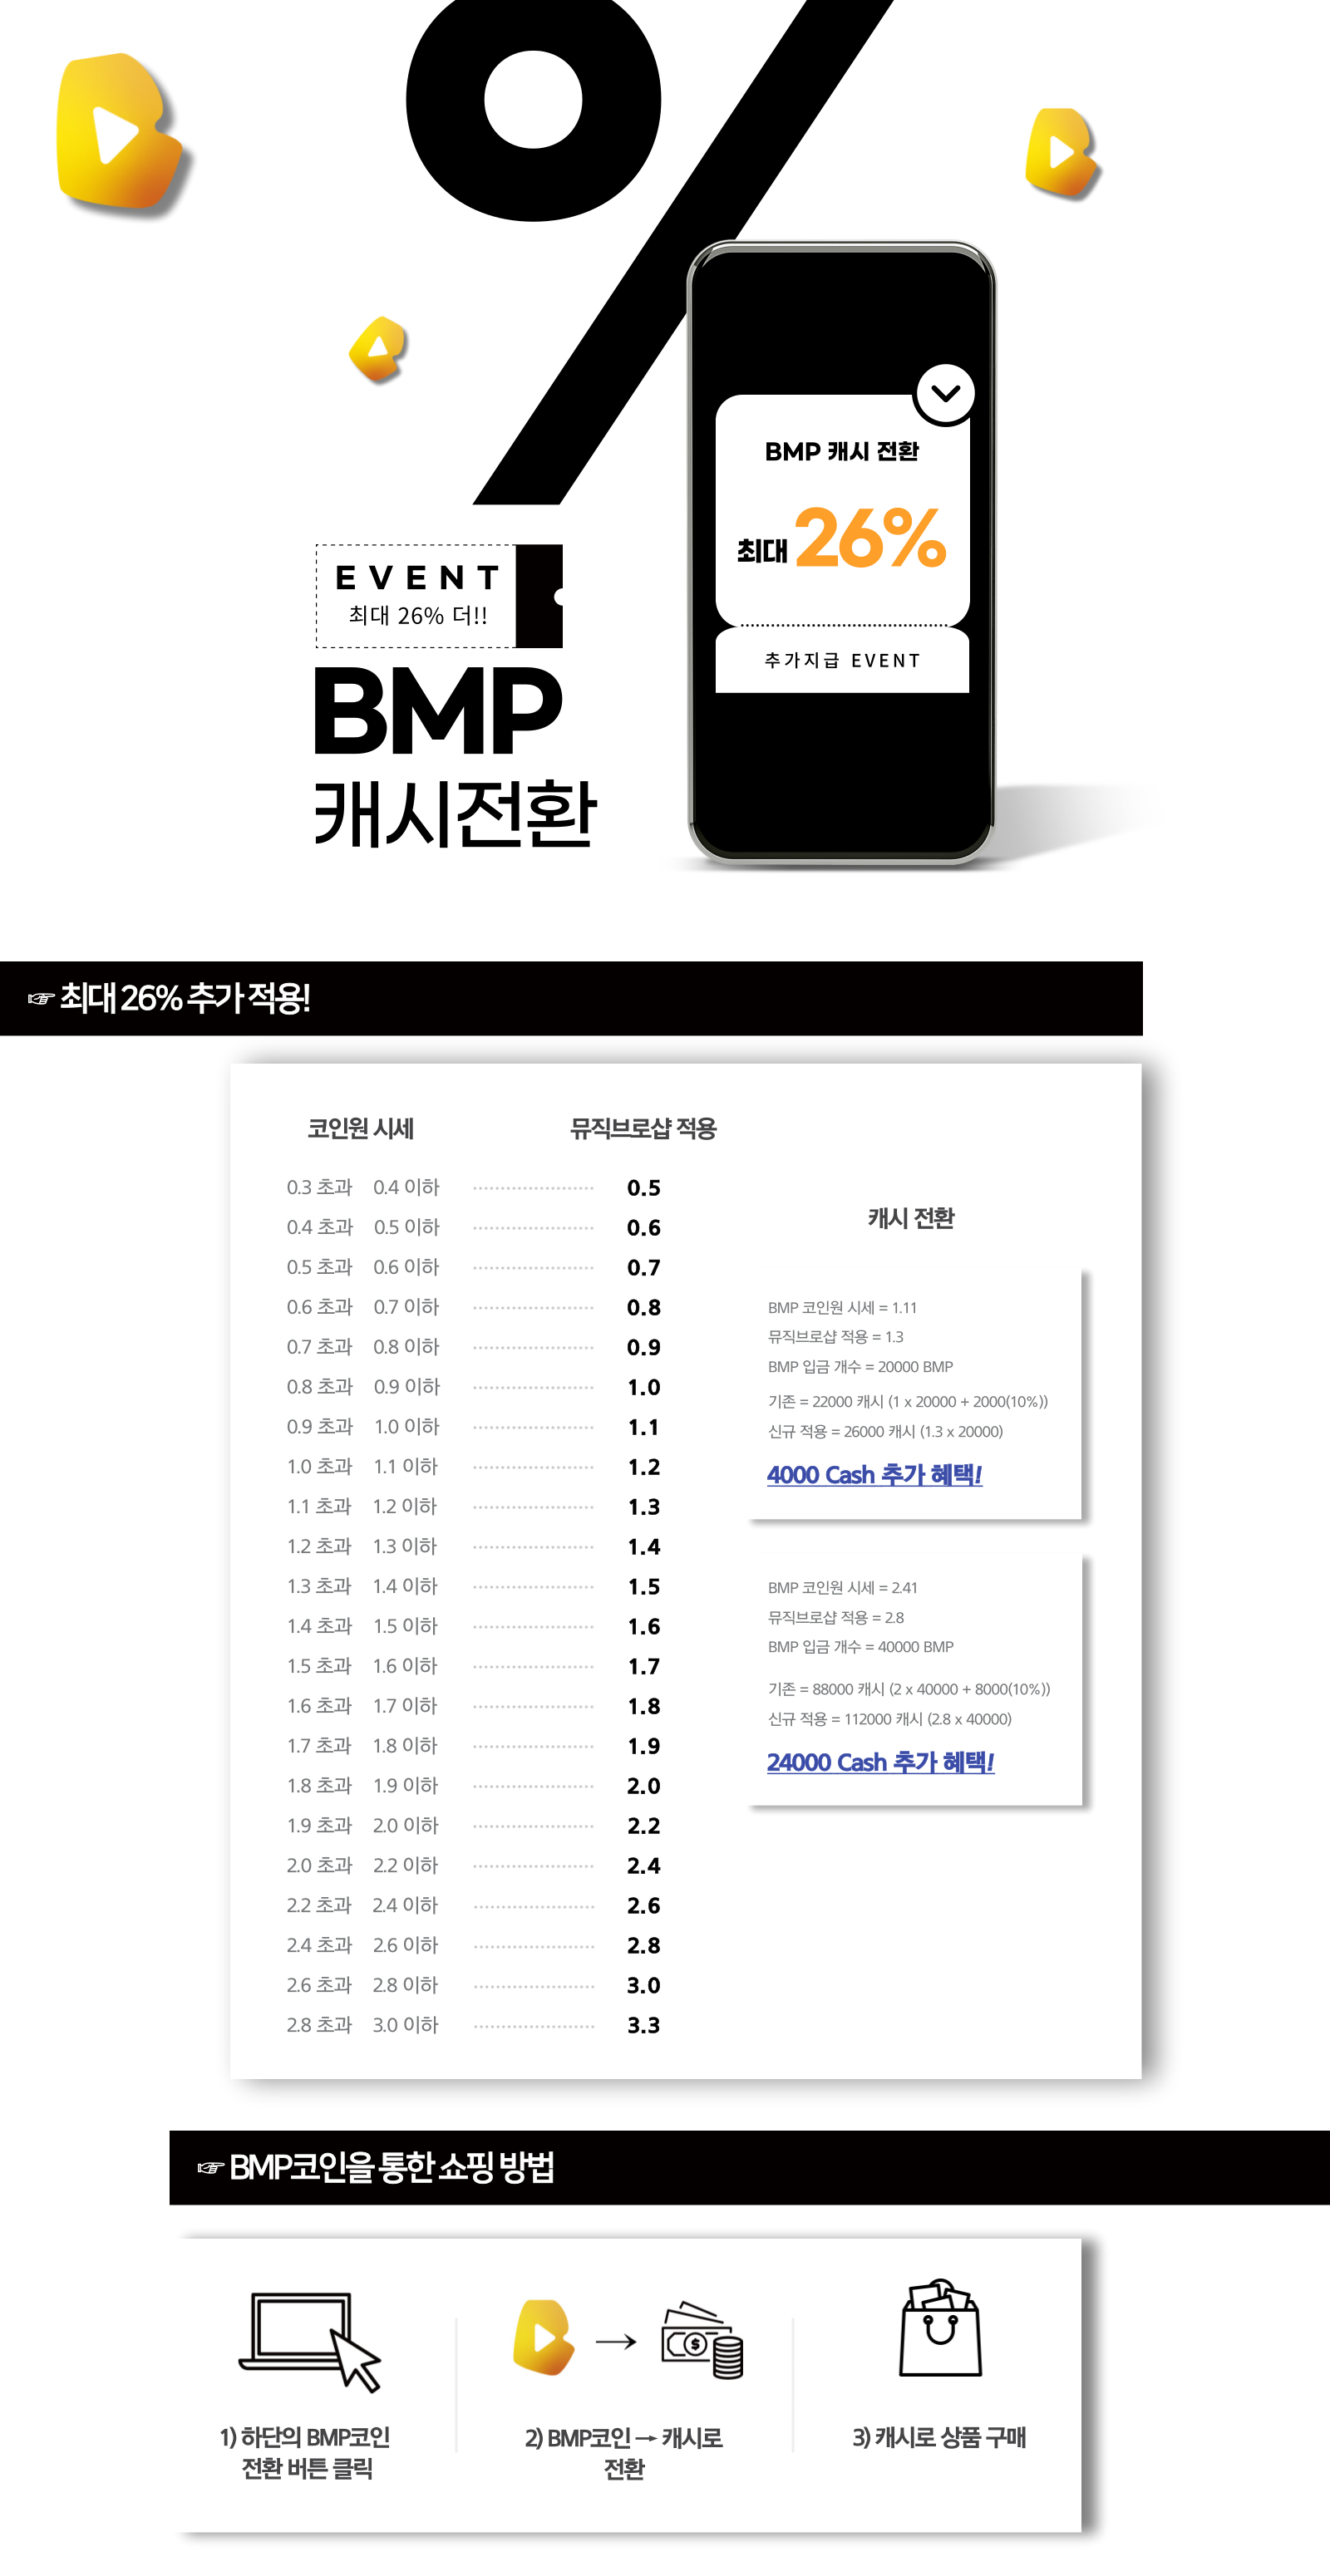 %
BMP 캐시 전환
최대 26%
추가지급 EVENT
EVENT
최대 26% 더!!
BMP
캐시전환
☞ 최대 26% 추가 적용!
코인원 시세 뮤직브로샵 적용
0.3 초과 0.4 이하 0.5
0.4 초과 0.5 이하 0.6
0.5 초과 0.6 이하 0.7
0.6 초과 0.7 이하 0.8
0.7 초과 0.8 이하 0.9
0.8 초과 0.9 이하 1.0
0.9 초과 1.0 이하 1.1
1.0 초과 1.1 이하 1.2
1.1 초과 1.2 이하 1.3
1.2 초과 1.3 이하 1.4
1.3 초과 1.4 이하 1.5
1.4 초과 1.5 이하 1.6
1.5 초과 1.6 이하 1.7
1.6 초과 1.7 이하 1.8
1.7 초과 1.8 이하 1.9
1.8 초과 1.9 이하 2.0
1.9 초과 2.0 이하 2.2
2.0 초과 2.2 이하 2.4
2.2 초과 2.4 이하 2.6
2.4 초과 2.6 이하 2.8
2.6 초과 2.8 이하 3.0
2.8 초과 3.0 이하 3.3
캐시 전환
BMP 코인원 시세 = 1.11
뮤직브로샵 적용 = 1.3
BMP 입금 개수 = 20000 BMP
기존 = 22000 캐시 (1 x 20000 + 2000(10%))
신규 적용 = 26000 캐시 (1.3 x 20000)
4000 Cash 추가 혜택!
BMP 코인원 시세 = 2.41
뮤직브로샵 적용 = 2.8
BMP 입금 개수 = 40000 BMP
기존 = 88000 캐시 (2 x 40000 + 8000(10%))
신규 적용 = 112000 캐시 (2.8 x 40000)
24000 Cash 추가 혜택!
☞ BMP코인을 통한 쇼핑 방법
1) 하단의 BMP코인
전환 버튼 클릭
2) BMP코인 → 캐시로
전환
3) 캐시로 상품 구매